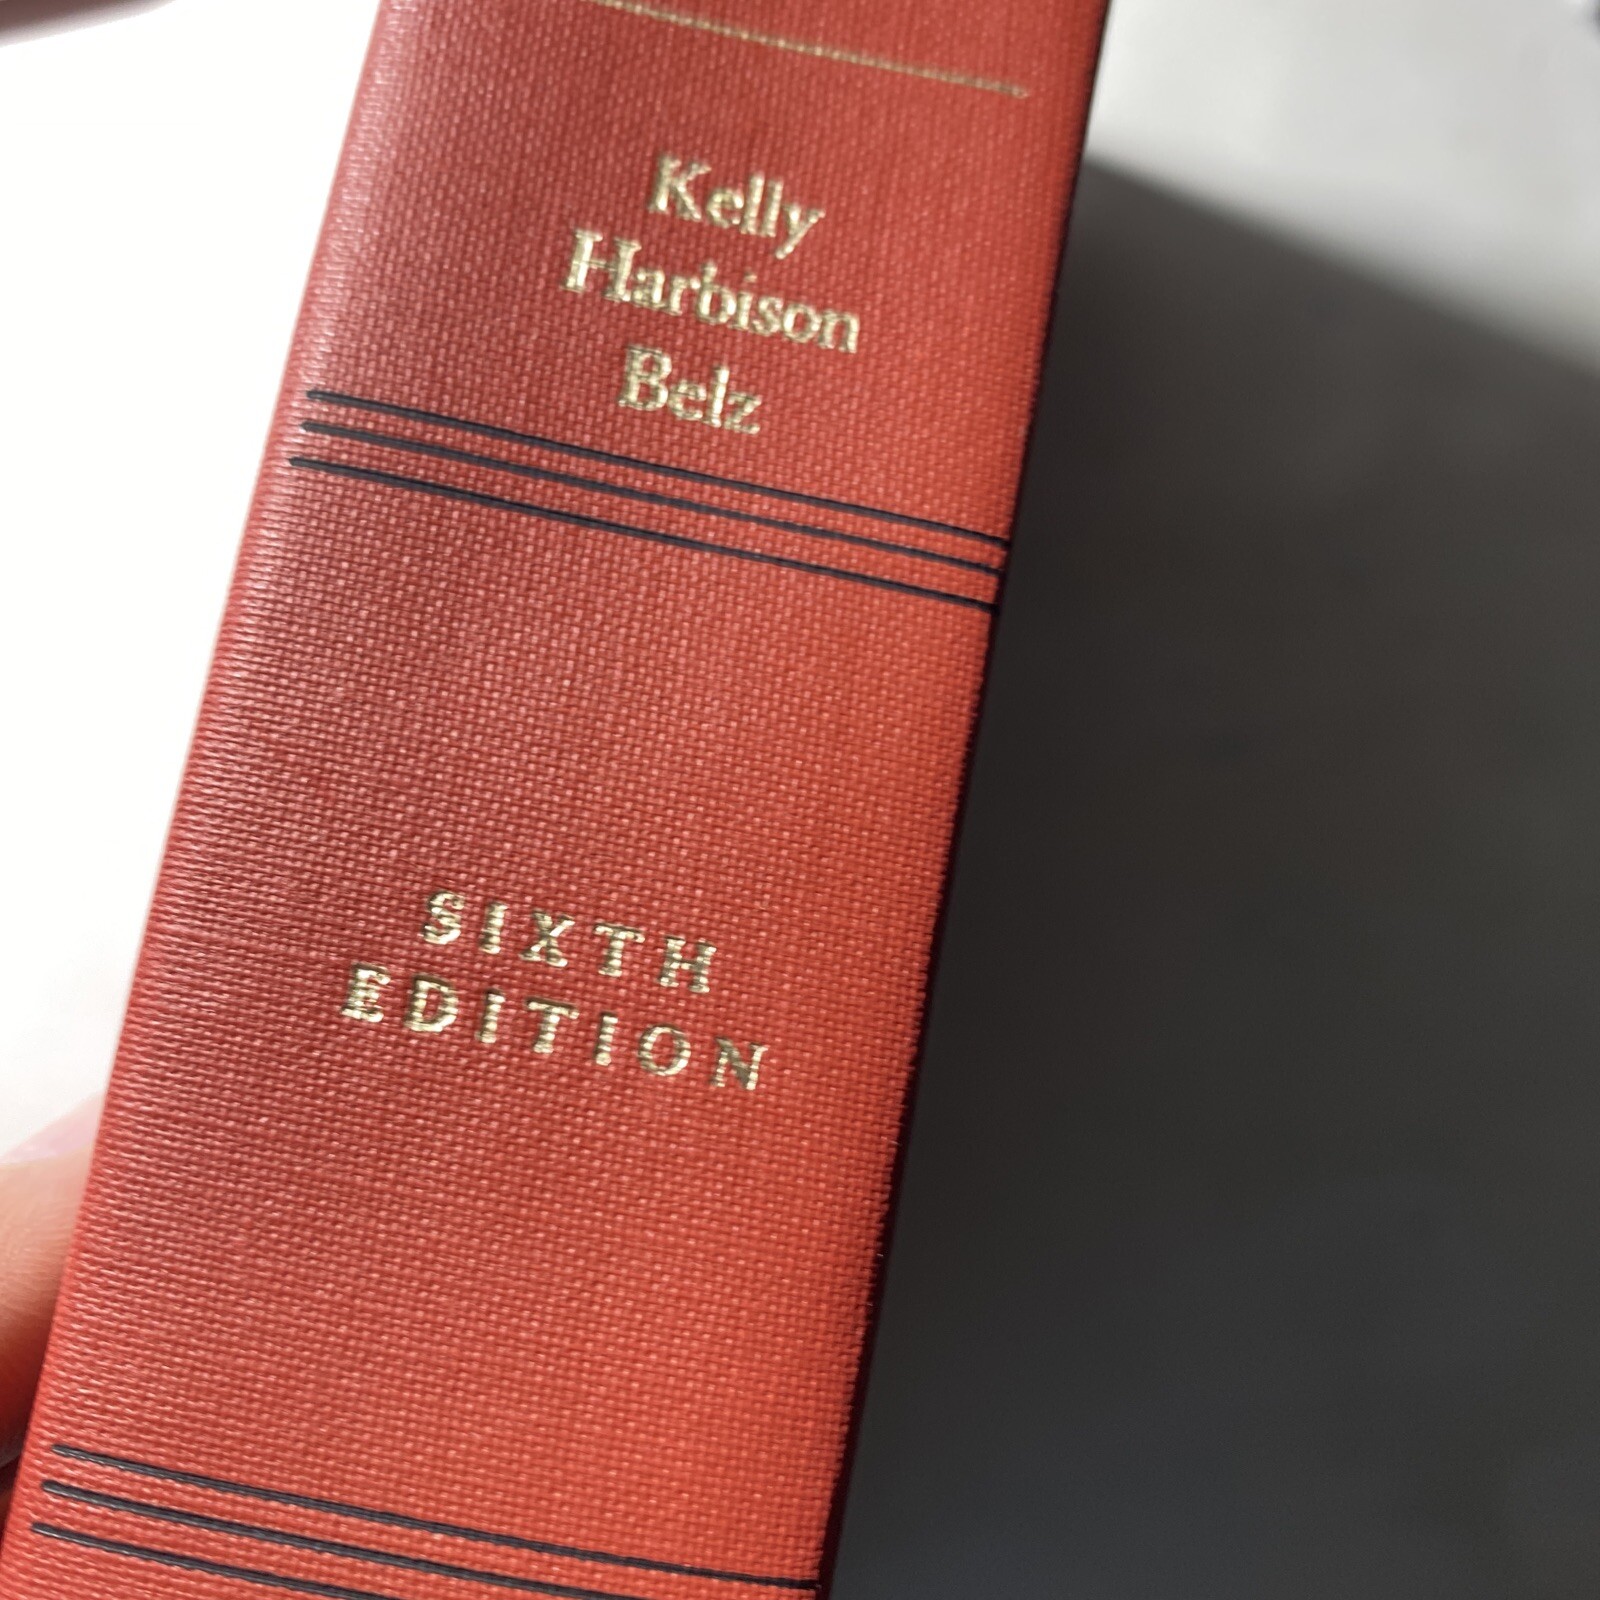 Kelly
Harbison
Belz
SIXTH
EDITION